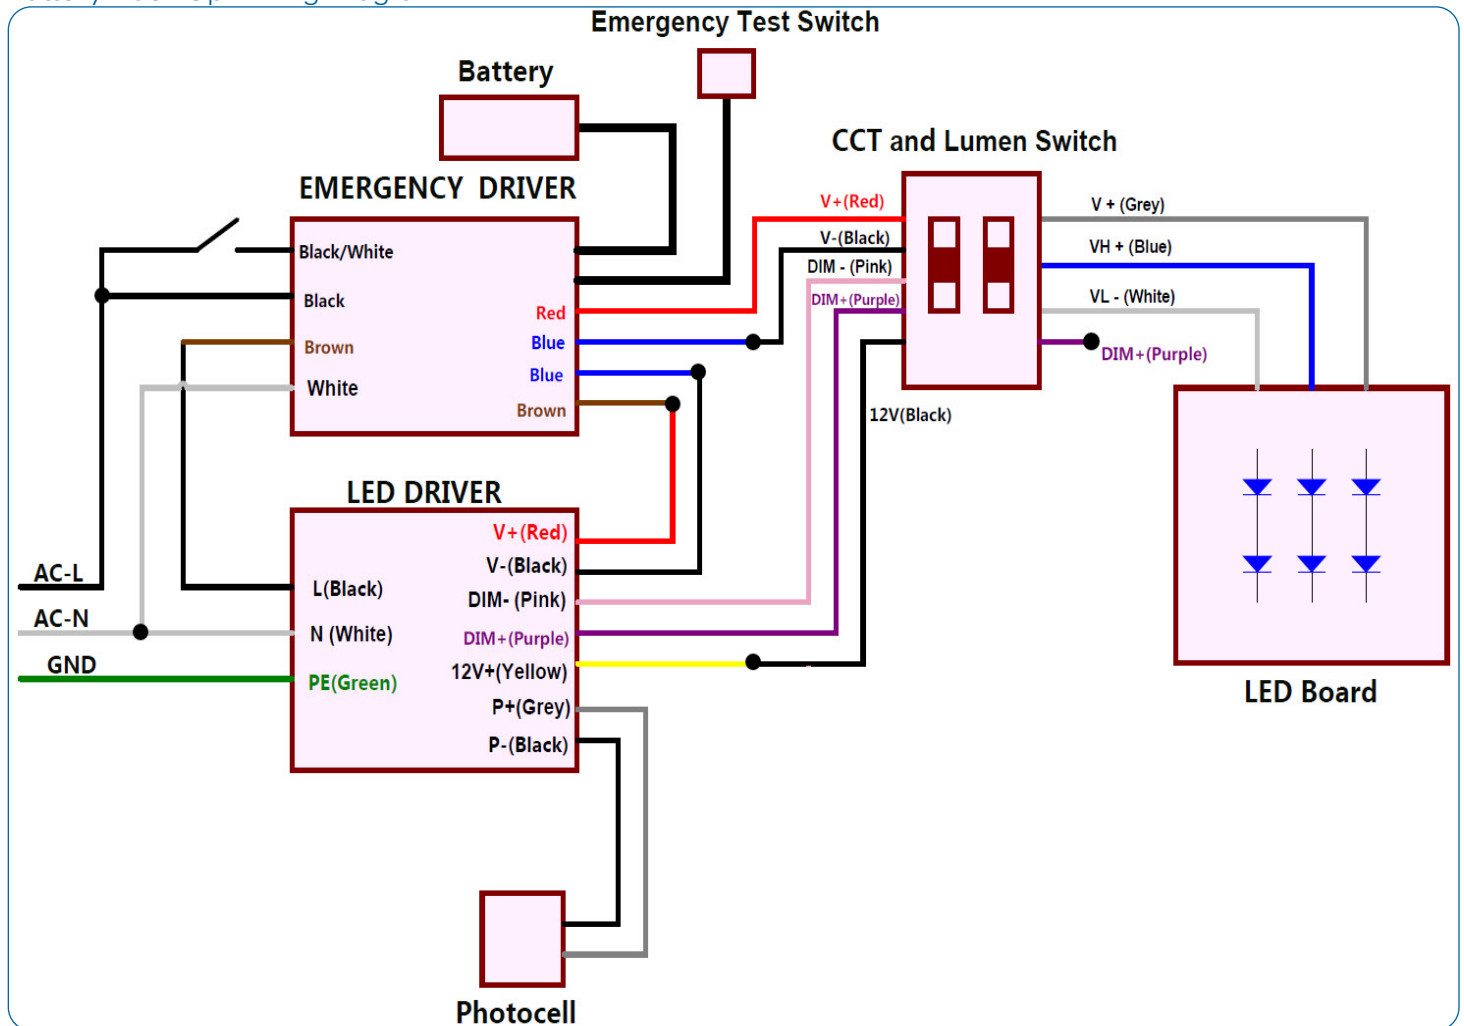 Emergency Test Switch
Battery
CCT and Lumen Switch
EMERGENCY DRIVER
V+(Red)
V + (Grey)
V-(Black)
VH + (Blue)
Black/White
DIM - (Pink)
Black
DIM+(Purple)
VL - (White)
Red
Brown
Blue
DIM+(Purple)
White
Blue
Brown
12V(Black)
LED DRIVER
V+(Red)
V-(Black)
AC-L
L(Black)
DIM- (Pink)
AC-N
N (White)
DIM+(Purple)
GND
PE(Green)
12V+(Yellow)
LED Board
P+(Grey)
P-(Black)
Photocell